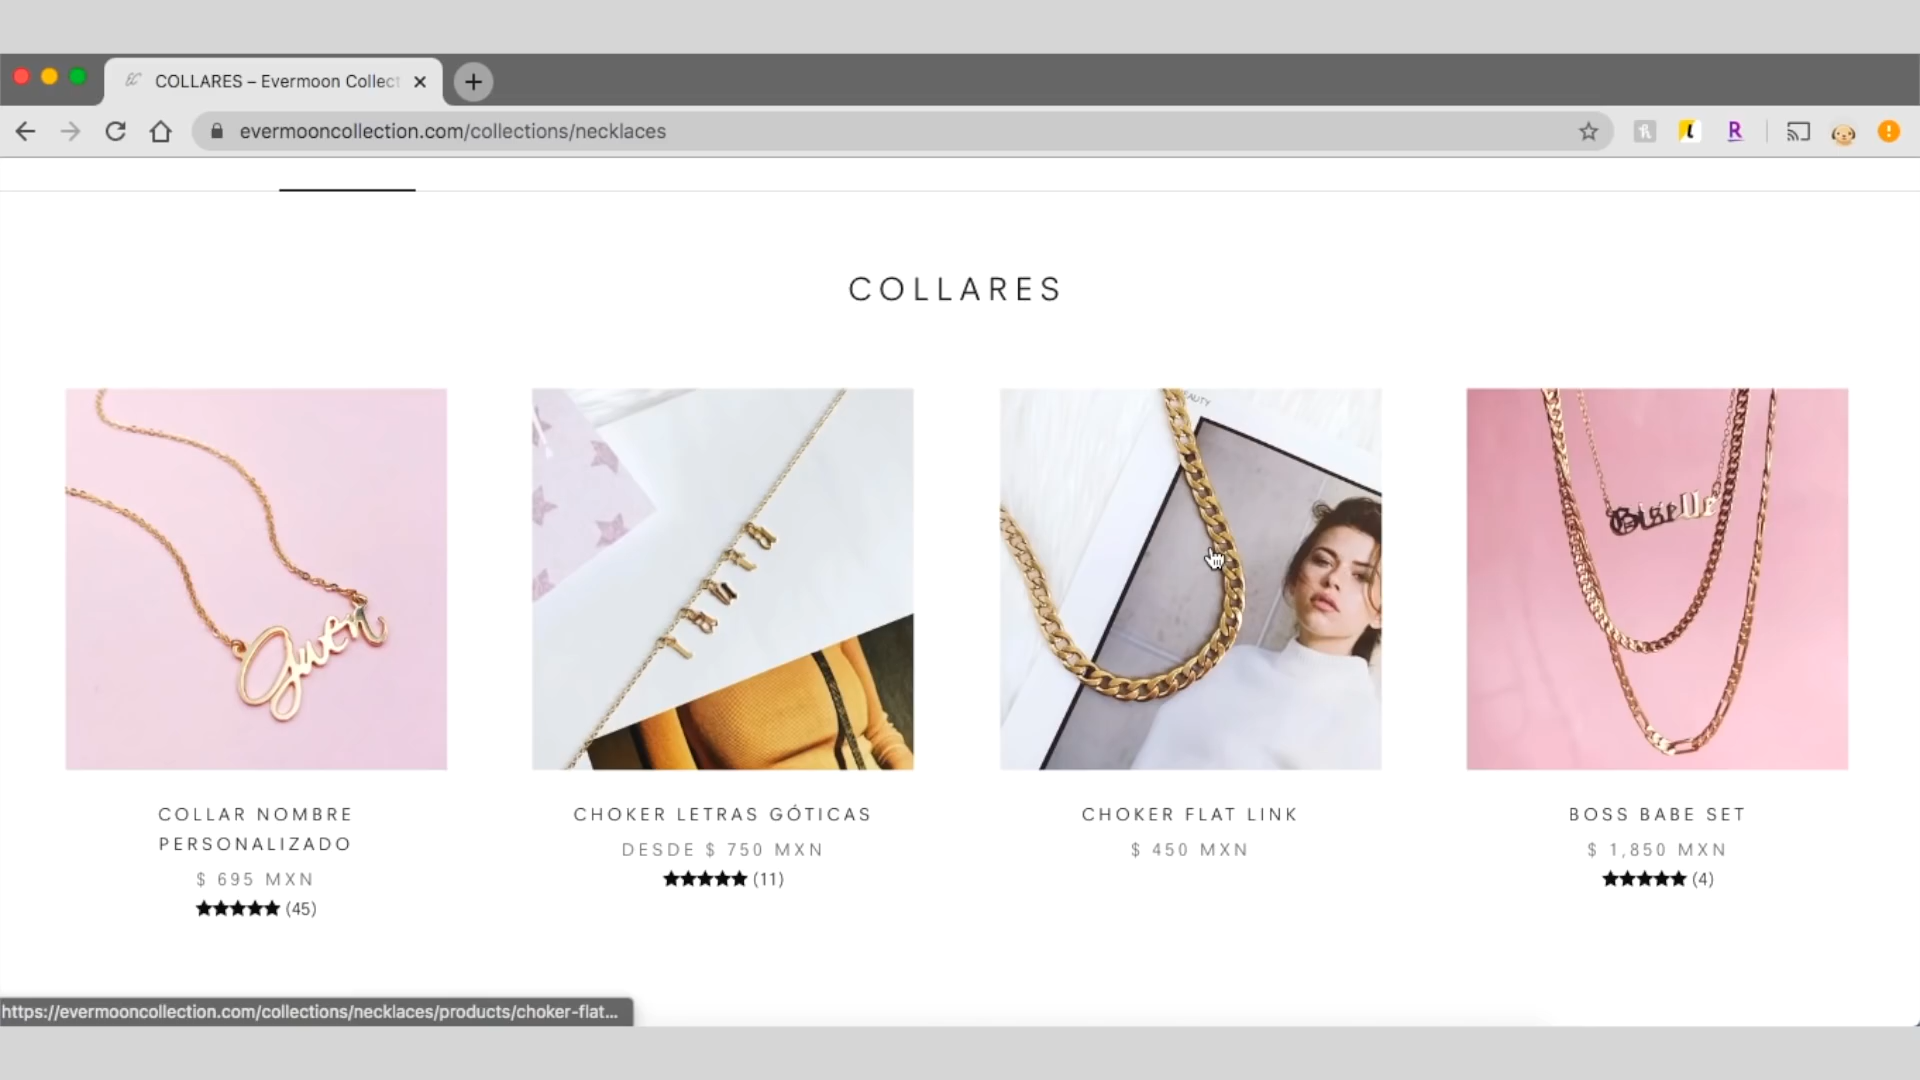 COLLARES – Evermoon Collect
evermooncollection.com/collections/necklaces
COLLARES
COLLAR NOMBRE
PERSONALIZADO
$ 695 MXN
(45)
CHOKER LETRAS GÓTICAS
DESDE $ 750 MXN
(11)
CHOKER FLAT LINK
$ 450 MXN
BOSS BABE SET
$ 1,850 MXN
(4)
Gwen
https://evermooncollection.com/collections/necklaces/products/choker-flat...